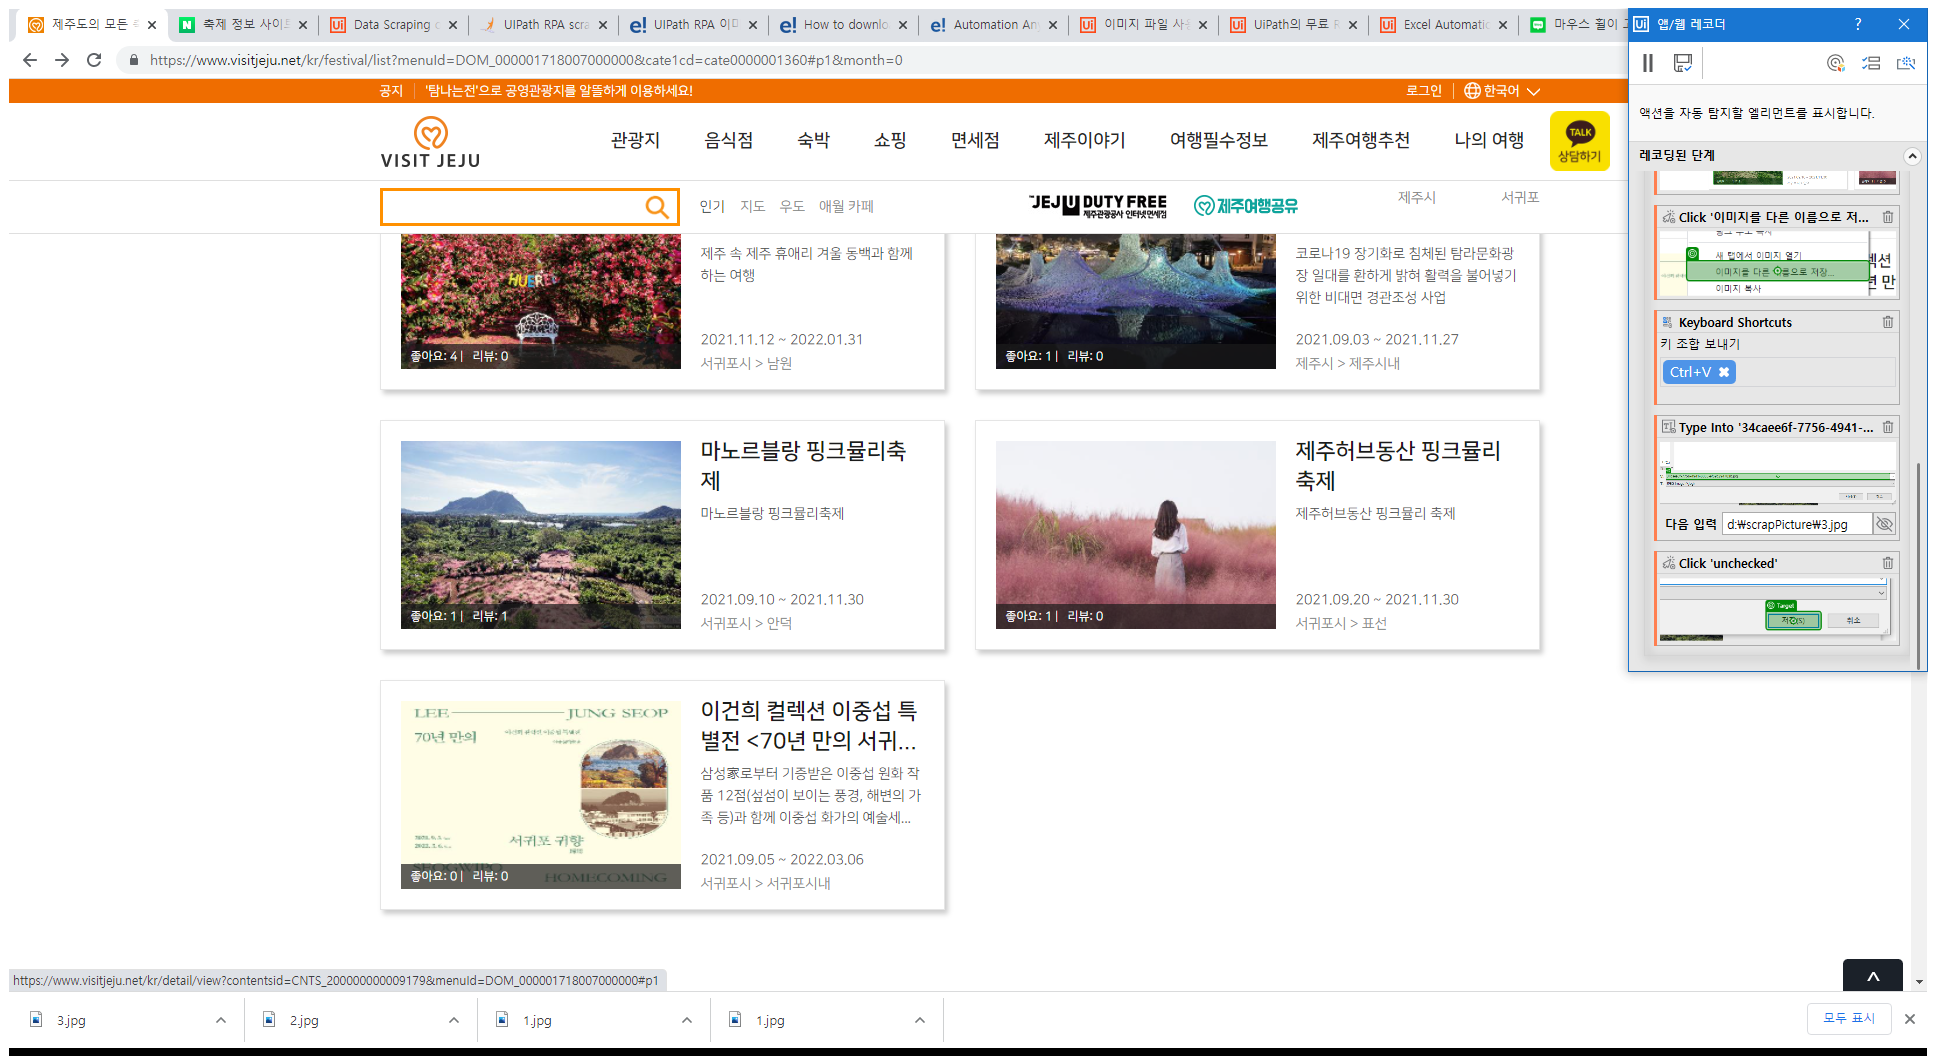 제주도의 모든
축제 정보 사이트
Data Scraping
UIPath RPA scra
UiPath RPA 이미
How to downlo
Automation An
이미지 파일 사
UiPath의 무료 R
Excel Automatic
마우스 휠이
앱/웹 레코더
https://www.visitjeju.net/kr/festival/list?menuId=DOM_000001718007000000&cate1cd=cate0000001360#p1&month=0
공지
'탐나는전'으로 공영관광지를 알뜰하게 이용하세요!
로그인
한국어
VISIT JEJU
관광지
음식점
숙박
쇼핑
면세점
제주이야기
여행필수정보
제주여행추천
나의 여행
TALK
상담하기
인기
지도
우도
애월 카페
JEJU DUTY FREE
제주관광공사 인터넷면세점
제주여행공유
제주시
서귀포
제주 속 제주 휴애리 겨울 동백과 함께
하는 여행
2021.11.12 ~ 2022.01.31
서귀포시 > 남원
좋아요: 4 | 리뷰: 0
코로나19 장기화로 침체된 탐라문화광
장 일대를 환하게 밝혀 활력을 불어넣기
위한 비대면 경관조성 사업
2021.09.03 ~ 2021.11.27
제주시 > 제주시내
좋아요: 1 | 리뷰: 0
마노르블랑 핑크뮬리축
제
마노르블랑 핑크뮬리축제
2021.09.10 ~ 2021.11.30
서귀포시 > 안덕
좋아요: 1 | 리뷰: 1
제주허브동산 핑크뮬리
축제
제주허브동산 핑크뮬리 축제
2021.09.20 ~ 2021.11.30
서귀포시 > 표선
좋아요: 1 | 리뷰: 0
LEE JUNG SEOP
70년 만의
서귀포 귀향
HOMECOMING
좋아요: 0 | 리뷰: 0
이건희 컬렉션 이중섭 특
별전 <70년 만의 서귀...
삼성家로부터 기증받은 이중섭 원화 작
품 12점(섶섬이 보이는 풍경, 해변의 가
족 등)과 함께 이중섭 화가의 예술세...
2021.09.05 ~ 2022.03.06
서귀포시 > 서귀포시내
액션을 자동 탐지할 엘리먼트를 표시합니다.
레코딩된 단계
Click '이미지를 다른 이름으로 저...
새 탭에서 이미지 열기
이미지를 다른 이름으로 저장...
이미지 복사
Keyboard Shortcuts
키 조합 보내기
Ctrl+V
Type Into '34caee6f-7756-4941-...
다음 입력
d:₩scrapPicture₩3.jpg
Click 'unchecked'
Target
저장(S)
취소
https://www.visitjeju.net/kr/detail/view?contentsid=CNTS_200000000009179&menuId=DOM_000001718007000000#p1
3.jpg
2.jpg
1.jpg
1.jpg
모두 표시